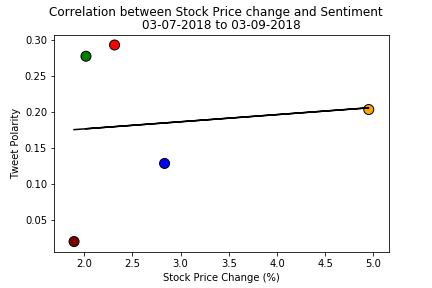 Correlation between Stock Price change and Sentiment
03-07-2018 to 03-09-2018
0.30
0.25
0.20
0.15
0.10
0.05
Tweet Polarity
2.0 2.5 3.0 3.5 4.0 4.5 5.0
Stock Price Change (%)